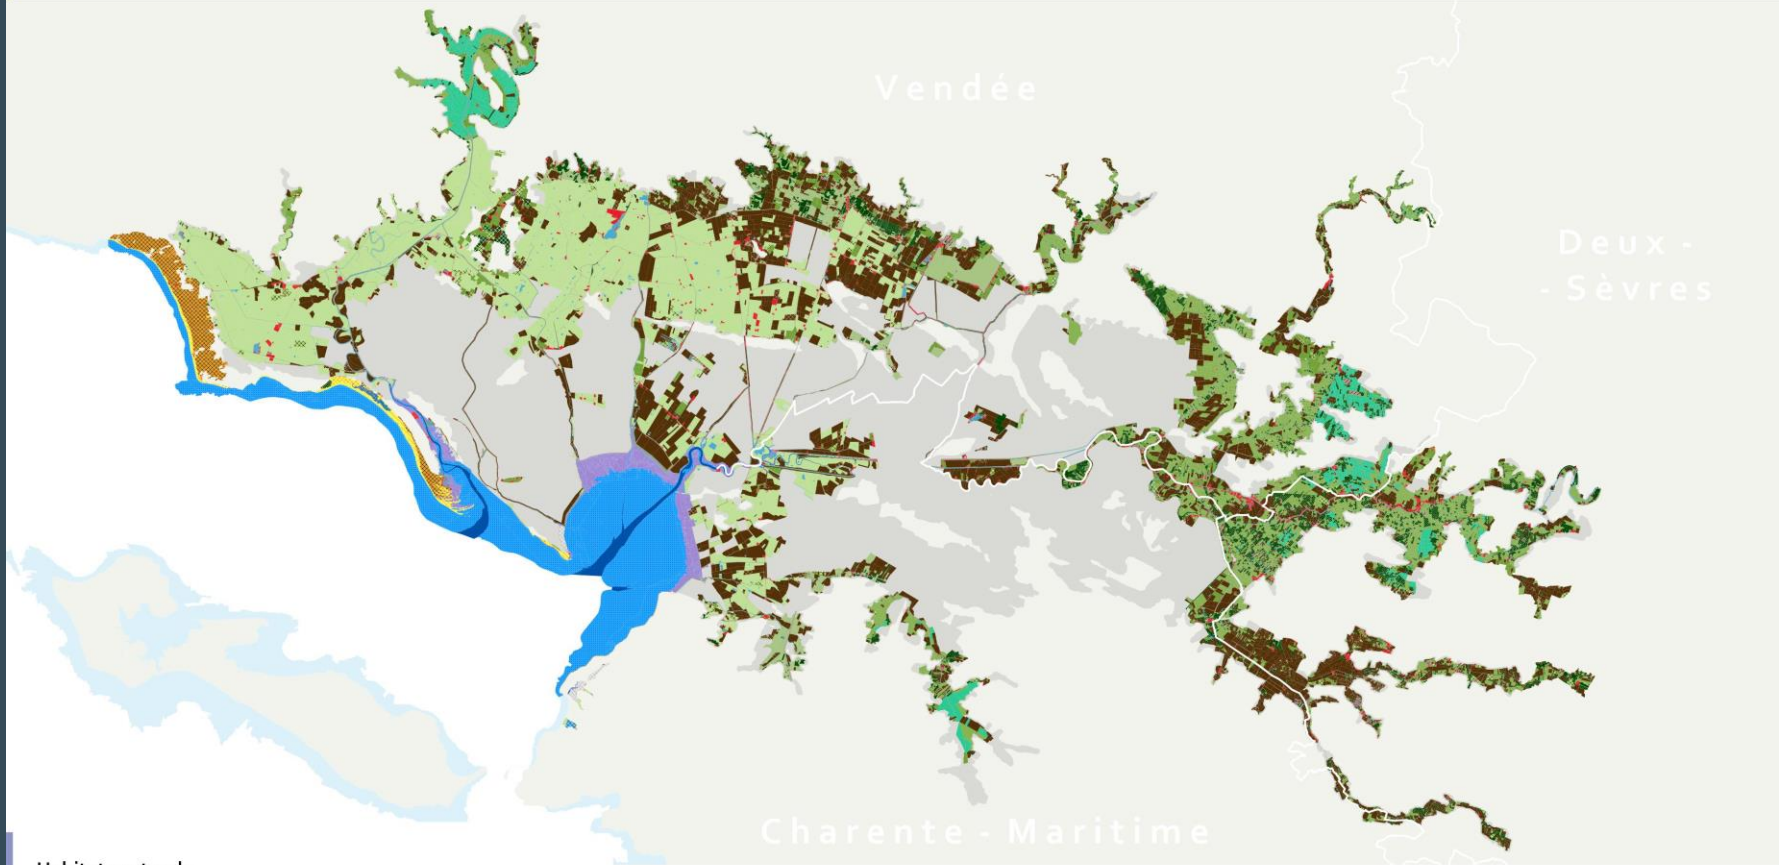 Vendée
Deux -
- Sèvres
Charente - Maritime